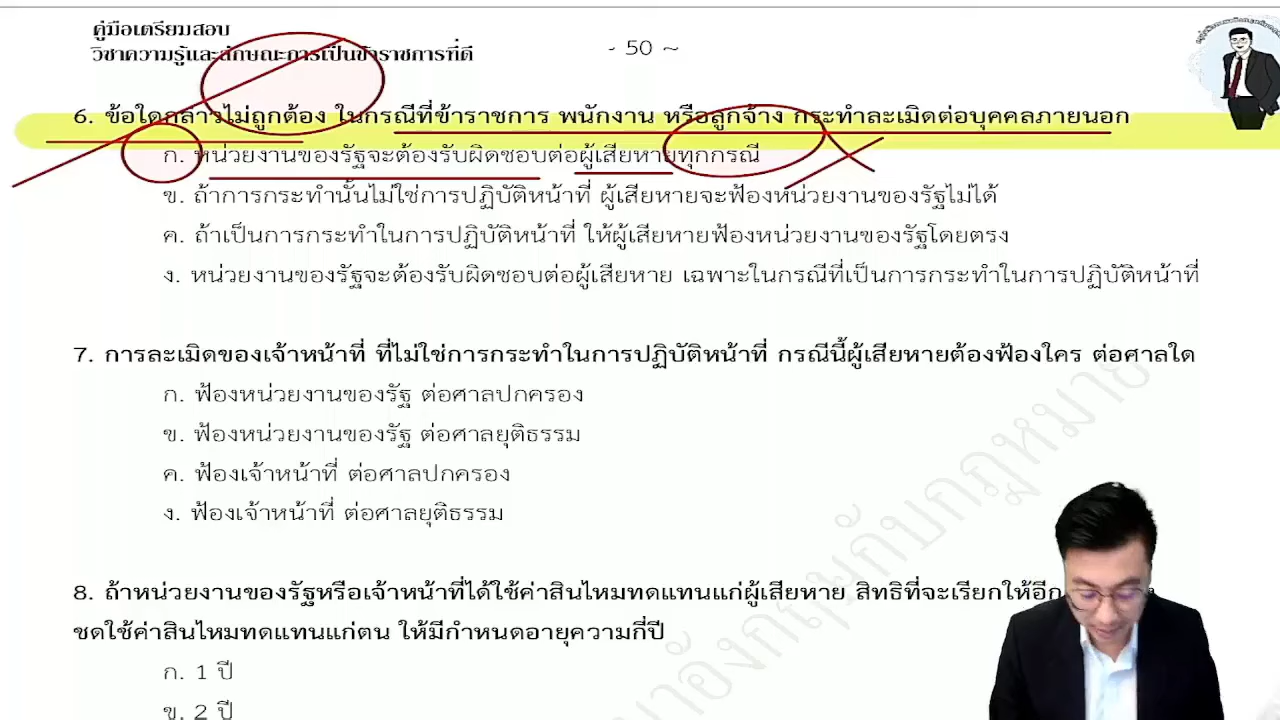 คู่มือเตรียมสอบ
วิชาความรู้และลักษณะการเป็นข้าราชการที่ดี
- 50 ~
6. ข้อใดกล่าวไม่ถูกต้อง ในกรณีที่ข้าราชการ พนักงาน หรือลูกจ้าง กระทำละเมิดต่อบุคคลภายนอก
ก. หน่วยงานของรัฐจะต้องรับผิดชอบต่อผู้เสียหายทุกกรณี
ข. ถ้าการกระทำนั้นไม่ใช่การปฏิบัติหน้าที่ ผู้เสียหายจะฟ้องหน่วยงานของรัฐไม่ได้
ค. ถ้าเป็นการกระทำในการปฏิบัติหน้าที่ ให้ผู้เสียหายฟ้องหน่วยงานของรัฐโดยตรง
ง. หน่วยงานของรัฐจะต้องรับผิดชอบต่อผู้เสียหาย เฉพาะในกรณีที่เป็นการกระทำในการปฏิบัติหน้าที่
7. การละเมิดของเจ้าหน้าที่ ที่ไม่ใช่การกระทำในการปฏิบัติหน้าที่ กรณีนี้ผู้เสียหายต้องฟ้องใคร ต่อศาลใด
ก. ฟ้องหน่วยงานของรัฐ ต่อศาลปกครอง
ข. ฟ้องหน่วยงานของรัฐ ต่อศาลยุติธรรม
ค. ฟ้องเจ้าหน้าที่ ต่อศาลปกครอง
ง. ฟ้องเจ้าหน้าที่ ต่อศาลยุติธรรม
8. ถ้าหน่วยงานของรัฐหรือเจ้าหน้าที่ได้ใช้ค่าสินไหมทดแทนแก่ผู้เสียหาย สิทธิที่จะเรียกให้อีก
ชดใช้ค่าสินไหมทดแทนแก่ตน ให้มีกำหนดอายุความกี่ปี
ก. 1 ปี
ข. 2 ปี